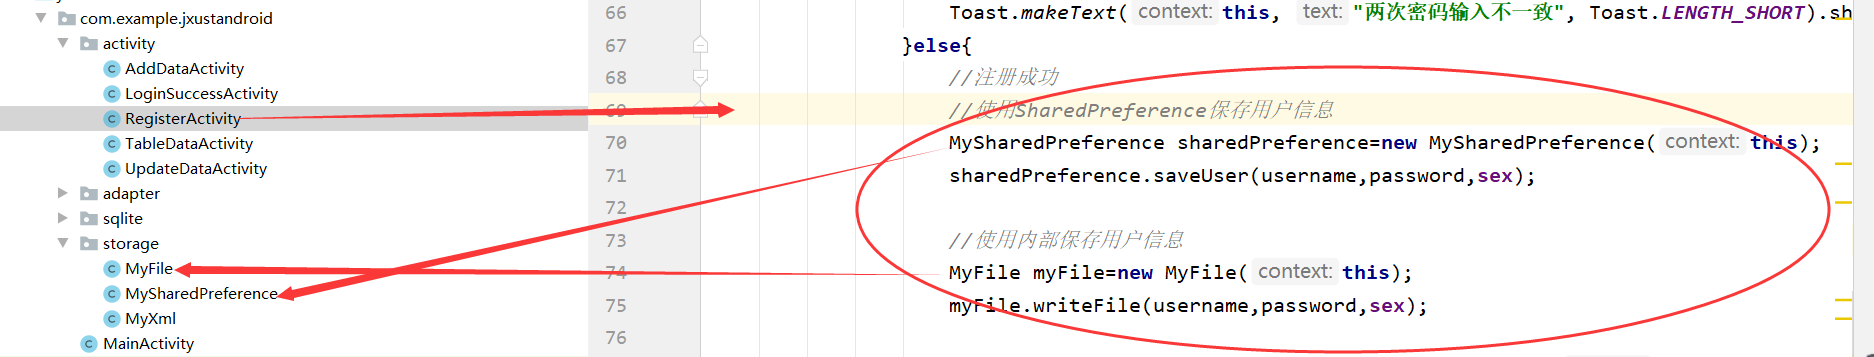 com.example.jxustandroid
activity
AddDataActivity
LoginSuccessActivity
RegisterActivity
TableDataActivity
UpdateDataActivity
adapter
sqlite
storage
MyFile
MySharedPreference
MyXml
MainActivity
66 Toast.makeText( context: this, text: "两次密码输入不一致", Toast.LENGTH_SHORT).sh
67 }else{
68 //注册成功
69 //使用SharedPreference保存用户信息
70 MySharedPreference sharedPreference=new MySharedPreference( context: this);
71 sharedPreference.saveUser(username,password,sex);
72
73 //使用内部保存用户信息
74 MyFile myFile=new MyFile( context: this);
75 myFile.writeFile(username,password,sex);
76